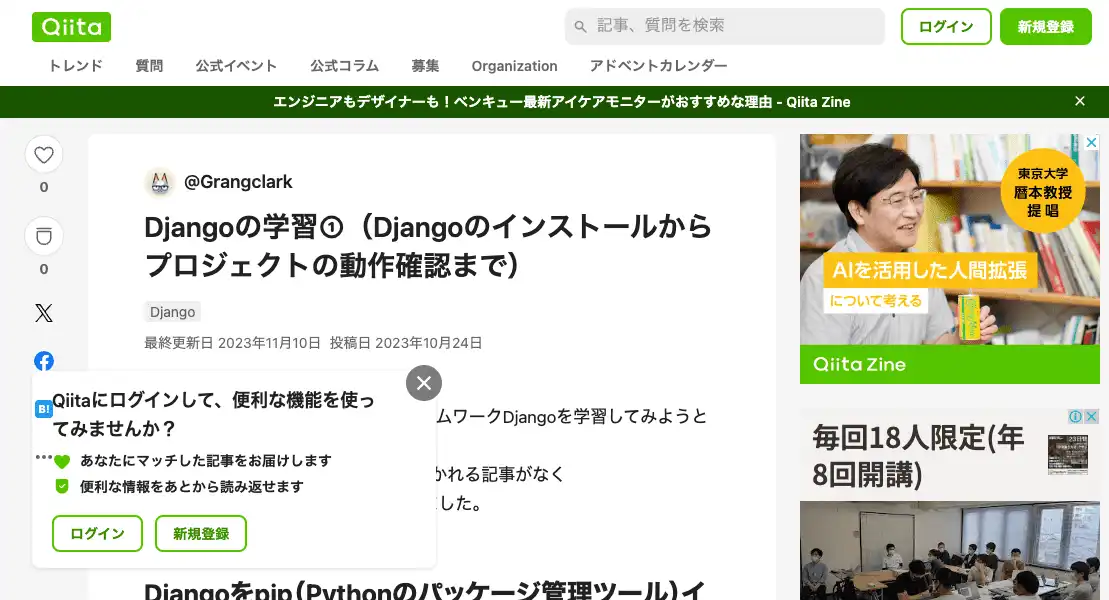 Qiita
記事、質問を検索
ログイン
新規登録
トレンド
質問
公式イベント
公式コラム
募集
Organization
アドベントカレンダー
エンジニアもデザイナーも！ベンキュー最新アイケアモニターがおすすめな理由 - Qiita Zine
0
0
@Grangclark
Djangoの学習①（Djangoのインストールから
プロジェクトの動作確認まで）
Django
最終更新日 2023年11月10日 投稿日 2023年10月24日
ムワークDjangoを学習してみようと
かれる記事がなく
した。
Qiitaにログインして、便利な機能を使っ
てみませんか？
B!
あなたにマッチした記事をお届けします
便利な情報をあとから読み返せます
ログイン
新規登録
Djangoをpip(Pythonのパッケージ管理ツール)イ
東京大学
暦本教授
提唱
AIを活用した人間拡張
について考える
Qiita Zine
毎回18人限定(年
8回開講)